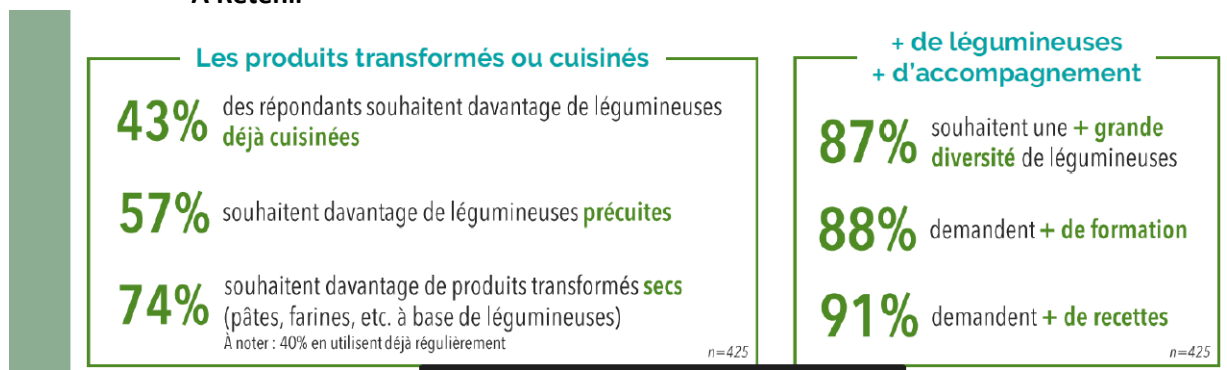 À Retenir
Les produits transformés ou cuisinés
43% des répondants souhaitent davantage de légumineuses
déjà cuisinées
57% souhaitent davantage de légumineuses précuites
74% souhaitent davantage de produits transformés secs
(pâtes, farines, etc. à base de légumineuses)
À noter : 40% en utilisent déjà régulièrement
n=425
+ de légumineuses
+ d'accompagnement
87% souhaitent une + grande
diversité de légumineuses
88% demandent + de formation
91% demandent + de recettes
n=425